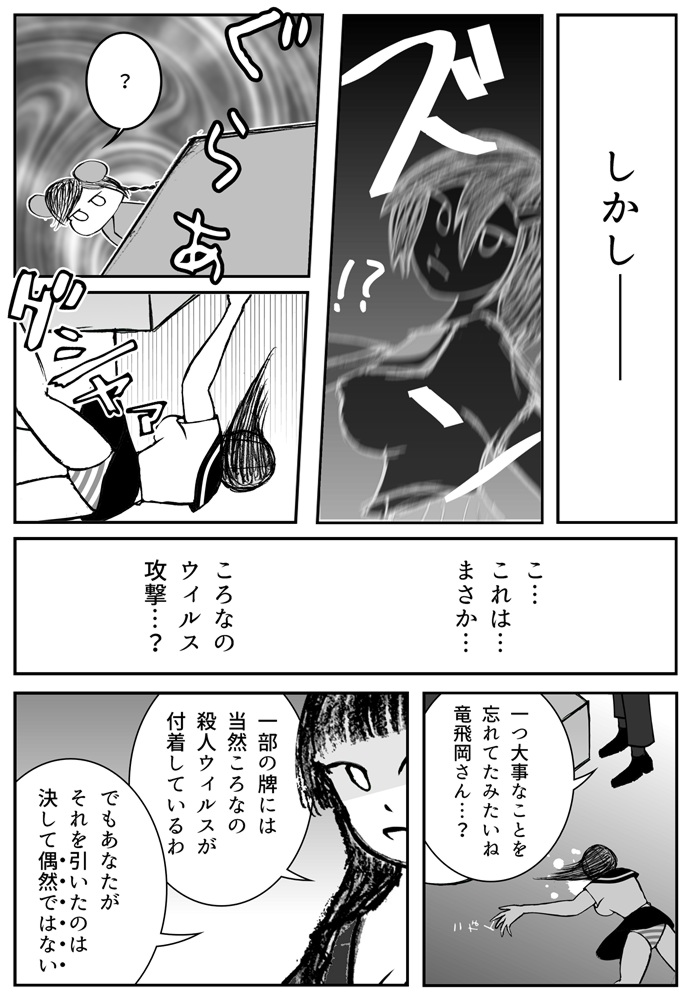 しかし――
ズ
ン
!?
ぐらあ
？
ダンジャアァ
こ…
これは…
まさか…
ころなの
ウィルス
攻撃…？
一つ大事なことを
忘れてたみたいね
竜飛岡さん…？
一部の牌には
当然ころなの
殺人ウィルスが
付着しているわ
でもあなたが
それを引いたのは
決して偶然ではない